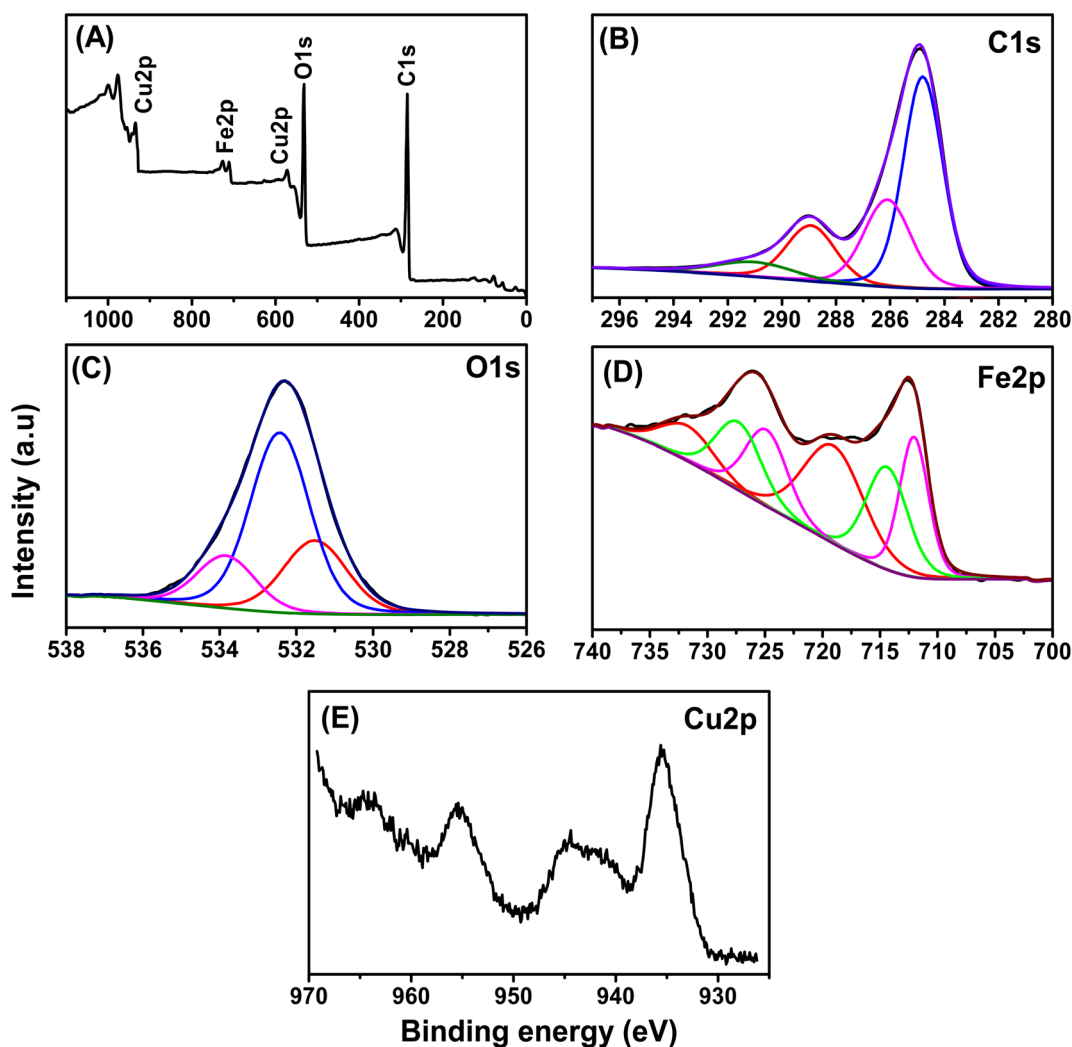 (A)
Cu2p
Fe2p
Cu2p
O1s
C1s
1000 800 600 400 200 0
(B)
C1s
296 294 292 290 288 286 284 282 280
(C)
O1s
538 536 534 532 530 528 526
(D)
Fe2p
740 735 730 725 720 715 710 705 700
Intensity (a.u)
(E)
Cu2p
970 960 950 940 930
Binding energy (eV)